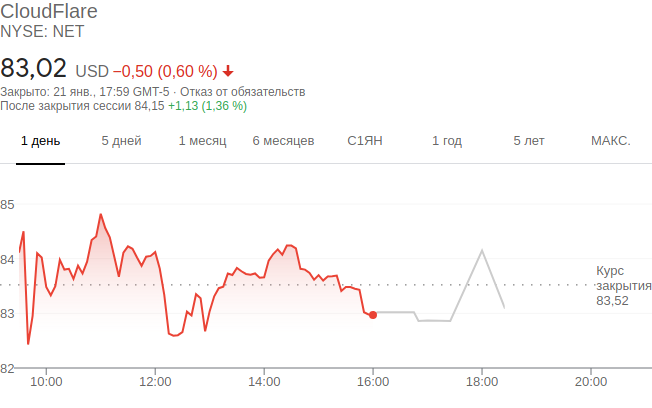 CloudFlare
NYSE: NET
83,02 USD −0,50 (0,60 %)
Закрыто: 21 янв., 17:59 GMT-5 · Отказ от обязательств
После закрытия сессии 84,15 +1,13 (1,36 %)
1 день 5 дней 1 месяц 6 месяцев С1ЯН 1 год 5 лет МАКС.
85
84
Курс
закрытия
83,52
83
82
10:00 12:00 14:00 16:00 18:00 20:00